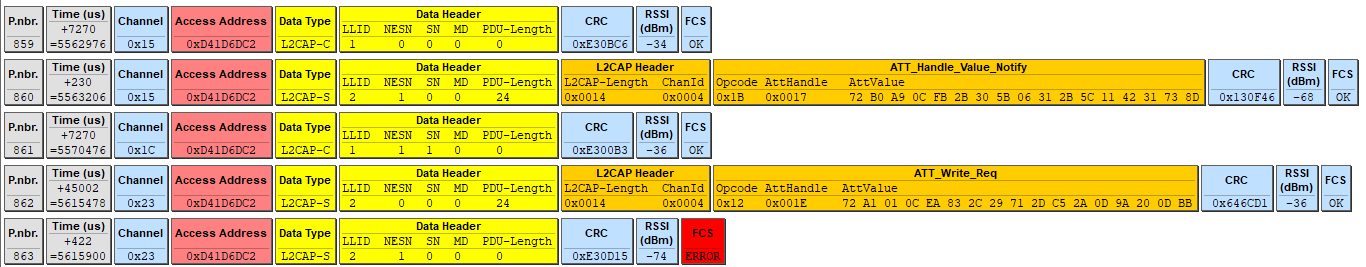 P.nbr. Time (us) Channel Access Address Data Type Data Header CRC RSSI (dBm) FCS
+7270 LLID NESN SN MD PDU-Length
859 =5562976 0x15 0xD41D6DC2 L2CAP-C 1 0 0 0 0 0xE30BC6 -34 OK
P.nbr. Time (us) Channel Access Address Data Type Data Header L2CAP Header ATT_Handle_Value_Notify CRC RSSI (dBm) FCS
+230 LLID NESN SN MD PDU-Length L2CAP-Length ChanId Opcode AttHandle AttValue
860 =5563206 0x15 0xD41D6DC2 L2CAP-S 2 1 0 0 24 0x0014 0x0004 0x1B 0x0017 72 B0 A9 0C FB 2B 30 5B 06 31 2B 5C 11 42 31 73 8D 0x130F46 -68 OK
P.nbr. Time (us) Channel Access Address Data Type Data Header CRC RSSI (dBm) FCS
+7270 LLID NESN SN MD PDU-Length
861 =5570476 0x1C 0xD41D6DC2 L2CAP-C 1 1 1 0 0 0xE300B3 -36 OK
P.nbr. Time (us) Channel Access Address Data Type Data Header L2CAP Header ATT_Write_Req CRC RSSI (dBm) FCS
+45002 LLID NESN SN MD PDU-Length L2CAP-Length ChanId Opcode AttHandle AttValue
862 =5615478 0x23 0xD41D6DC2 L2CAP-S 2 0 0 0 24 0x0014 0x0004 0x12 0x001E 72 A1 01 0C EA 83 2C 29 71 2D C5 2A 0D 9A 20 0D BB 0x646CD1 -36 OK
P.nbr. Time (us) Channel Access Address Data Type Data Header CRC RSSI (dBm) FCS
+422 LLID NESN SN MD PDU-Length
863 =5615900 0x23 0xD41D6DC2 L2CAP-S 2 1 0 0 0 0xE30D15 -74 ERROR